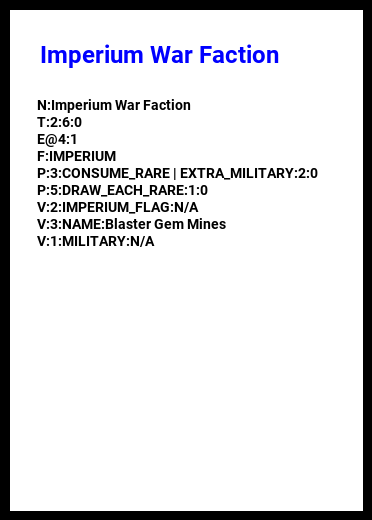 Imperium War Faction
N:Imperium War Faction
T:2:6:0
E@4:1
F:IMPERIUM
P:3:CONSUME_RARE | EXTRA_MILITARY:2:0
P:5:DRAW_EACH_RARE:1:0
V:2:IMPERIUM_FLAG:N/A
V:3:NAME:Blaster Gem Mines
V:1:MILITARY:N/A